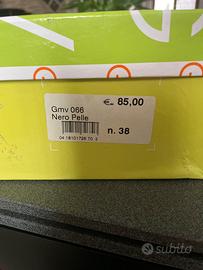 € 85,00
Gmv 066
Nero Pelle
n. 38
subito